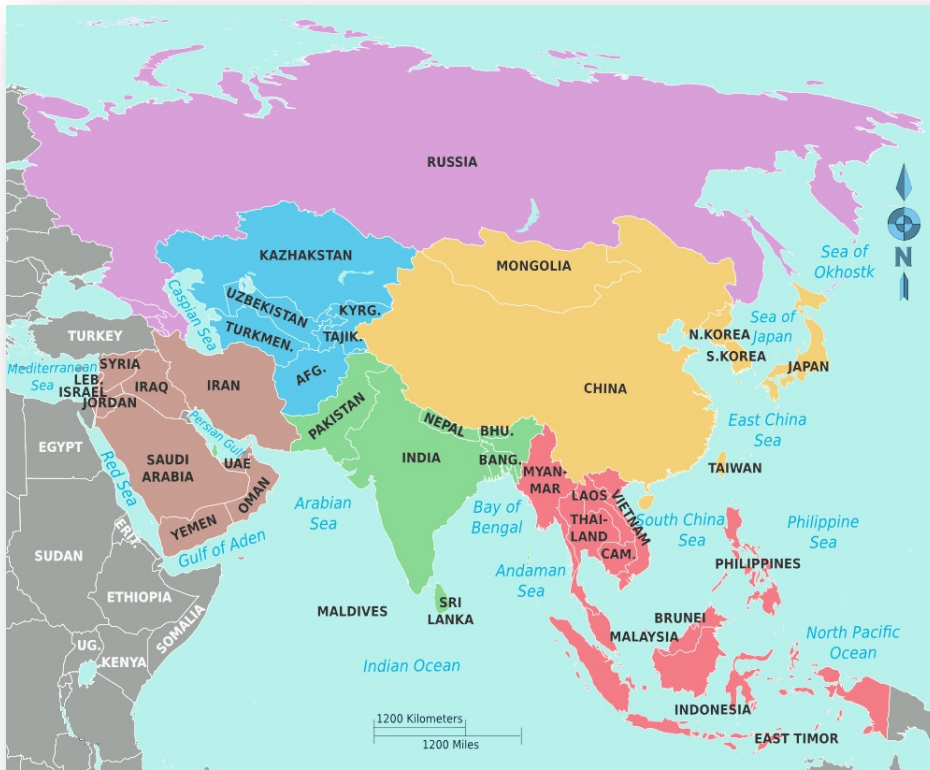 RUSSIA
KAZHAKSTAN
MONGOLIA
Sea of
Okhostk
UZBEKISTAN
KYRG.
Caspian Sea
TURKMEN.
TAJIK.
N.KOREA
Sea of
Japan
TURKEY
S.KOREA
Mediterranean
Sea
SYRIA
LEB.
ISRAEL
JORDAN
IRAQ
IRAN
AFG.
JAPAN
CHINA
PAKISTAN
NEPAL
BHU.
East China
Sea
EGYPT
Persian Gulf
INDIA
BANG.
SAUDI
ARABIA
UAE
OMAN
Red Sea
MYAN-
MAR
TAIWAN
LAOS
VIETNAM
Arabian
Sea
Bay of
Bengal
THAI-
LAND
South China
Sea
Philippine
Sea
ERIT.
YEMEN
Gulf of Aden
SUDAN
CAM.
PHILIPPINES
Andaman
Sea
ETHIOPIA
SOMALIA
MALDIVES
SRI
LANKA
BRUNEI
MALAYSIA
North Pacific
Ocean
UG.
KENYA
Indian Ocean
INDONESIA
EAST TIMOR
1200 Kilometers
1200 Miles
N